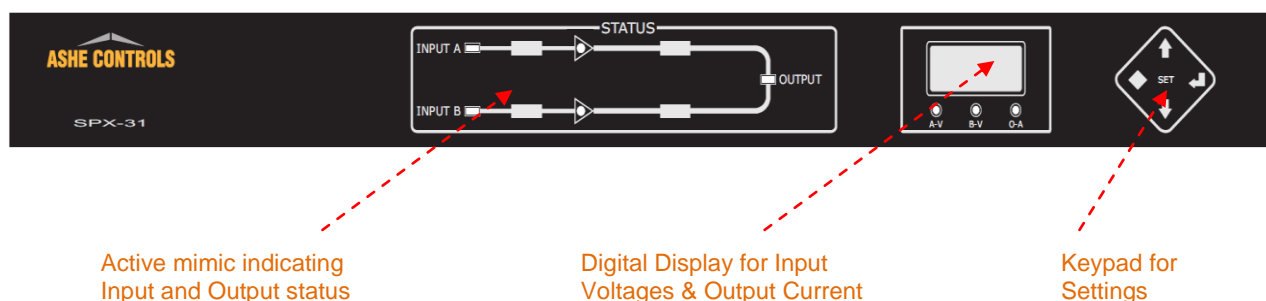 ASHE CONTROLS
SPX-31
STATUS
INPUT A
INPUT B
OUTPUT
A-V B-V O-A
SET
Active mimic indicating
Input and Output status
Digital Display for Input
Voltages & Output Current
Keypad for
Settings